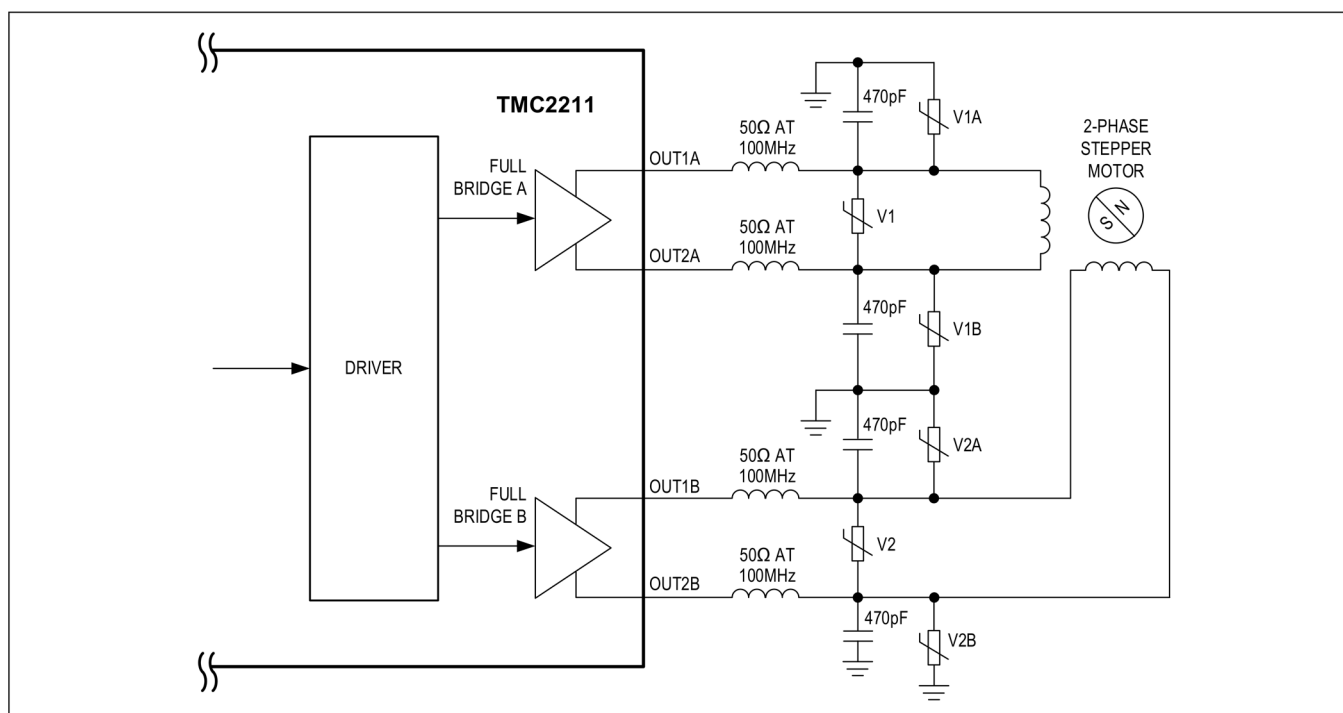 TMC2211
470pF
V1A
50Ω AT
100MHz
2-PHASE
STEPPER
MOTOR
FULL
BRIDGE A
OUT1A
V1
S N
50Ω AT
100MHz
OUT2A
470pF
V1B
DRIVER
470pF
V2A
50Ω AT
100MHz
FULL
BRIDGE B
OUT1B
V2
50Ω AT
100MHz
OUT2B
470pF
V2B